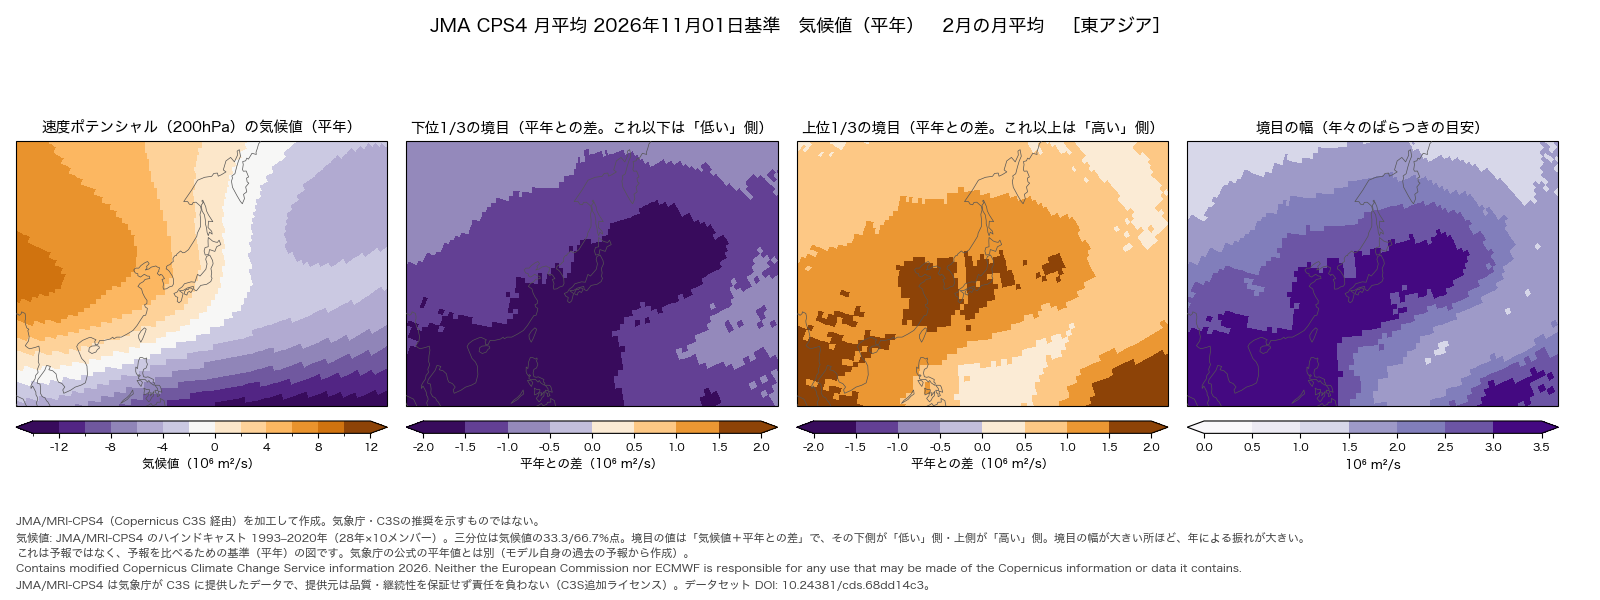 JMA CPS4 月平均 2026年11月01日基準　気候値（平年）　2月の月平均　［東アジア］
速度ポテンシャル（200hPa）の気候値（平年）
下位1/3の境目（平年との差。これ以下は「低い」側）
上位1/3の境目（平年との差。これ以上は「高い」側）
境目の幅（年々のばらつきの目安）
-12 -8 -4 0 4 8 12
気候値（10⁶ m²/s）
-2.0 -1.5 -1.0 -0.5 0.0 0.5 1.0 1.5 2.0
平年との差（10⁶ m²/s）
-2.0 -1.5 -1.0 -0.5 0.0 0.5 1.0 1.5 2.0
平年との差（10⁶ m²/s）
0.0 0.5 1.0 1.5 2.0 2.5 3.0 3.5
10⁶ m²/s
JMA/MRI-CPS4（Copernicus C3S 経由）を加工して作成。気象庁・C3Sの推奨を示すものではない。
気候値: JMA/MRI-CPS4 のハインドキャスト 1993–2020年（28年×10メンバー）。三分位は気候値の33.3/66.7%点。境目の値は「気候値＋平年との差」で、その下側が「低い」側・上側が「高い」側。境目の幅が大きい所ほど、年による振れが大きい。
これは予報ではなく、予報を比べるための基準（平年）の図です。気象庁の公式の平年値とは別（モデル自身の過去の予報から作成）。
Contains modified Copernicus Climate Change Service information 2026. Neither the European Commission nor ECMWF is responsible for any use that may be made of the Copernicus information or data it contains.
JMA/MRI-CPS4 は気象庁が C3S に提供したデータで、提供元は品質・継続性を保証せず責任を負わない（C3S追加ライセンス）。データセット DOI: 10.24381/cds.68dd14c3。